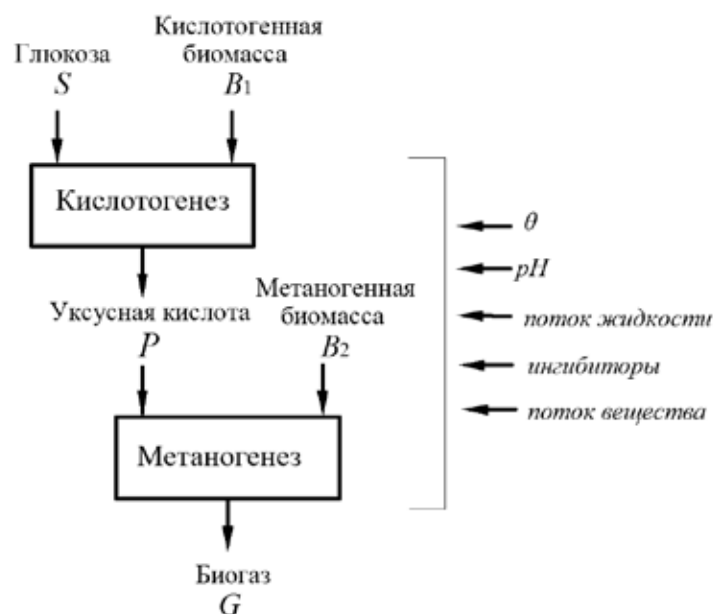 Глюкоза
S
Кислотогенная
биомасса
B1
Кислотогенез
Уксусная кислота
P
Метаногенная
биомасса
B2
Метаногенез
Биогаз
G
θ
pH
поток жидкости
ингибиторы
поток вещества